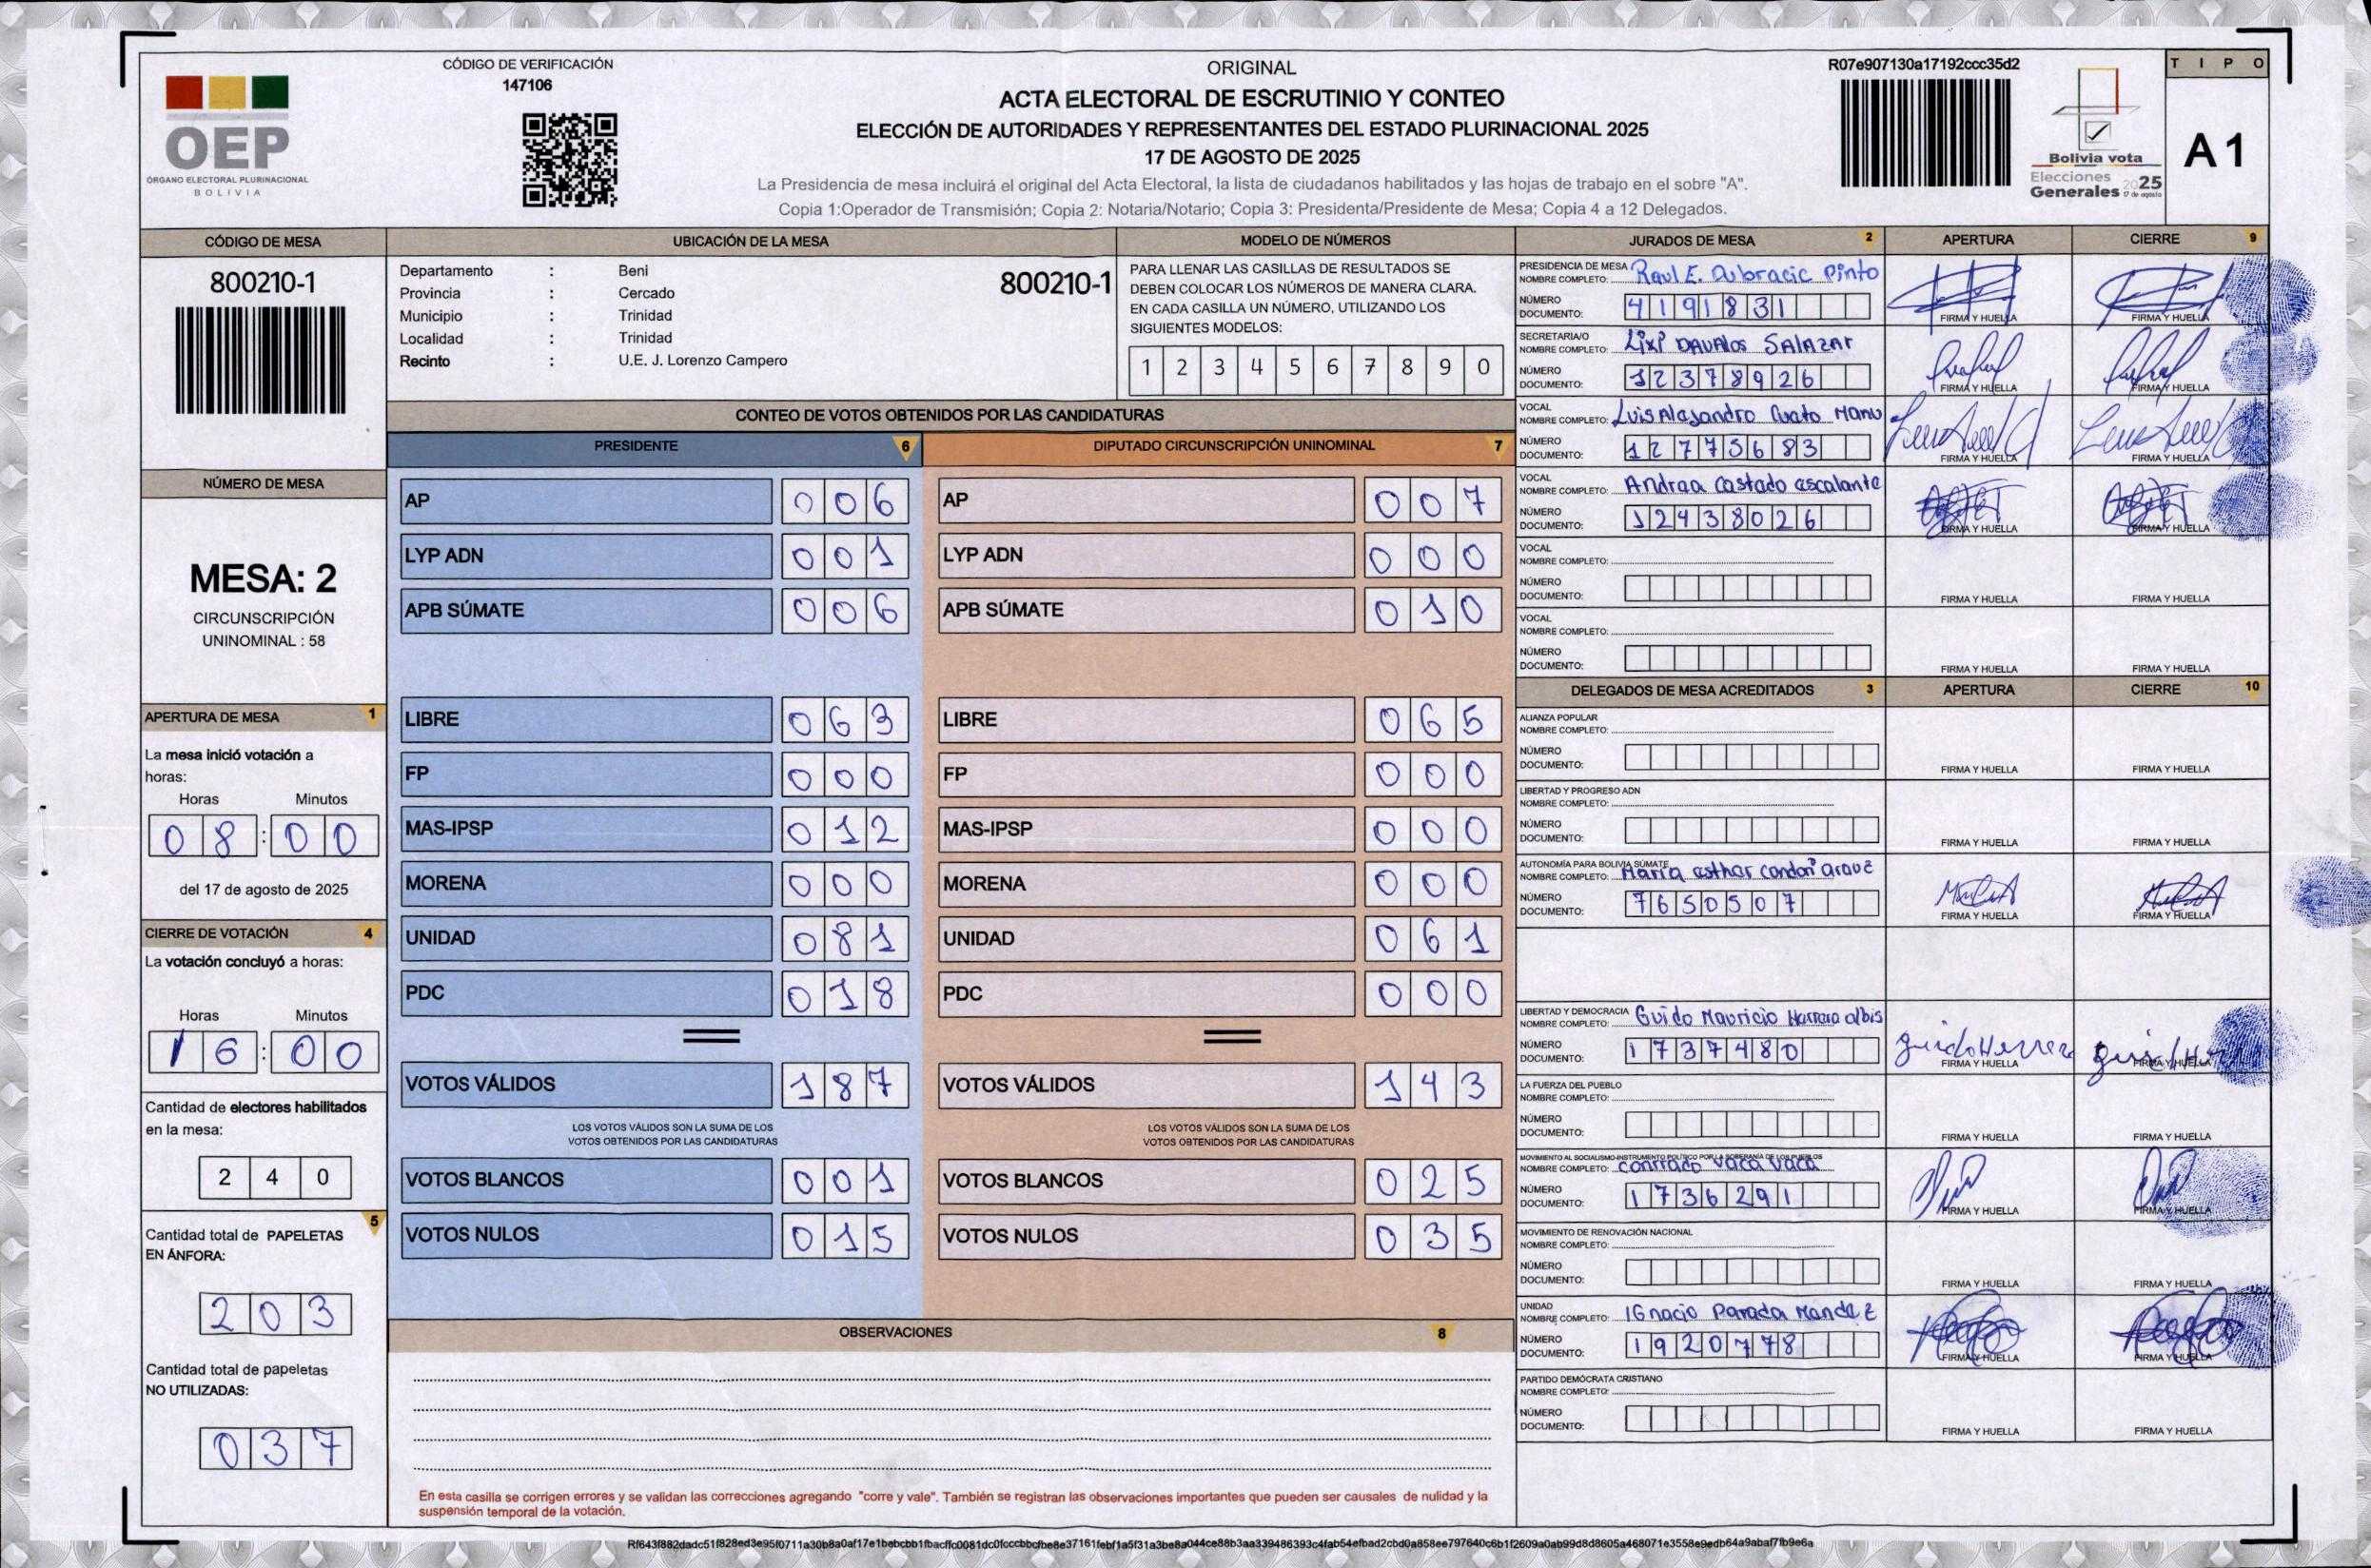 CÓDIGO DE VERIFICACIÓN
147106
OEP
ÓRGANO ELECTORAL PLURINACIONAL
BOLIVIA
ORIGINAL
ACTA ELECTORAL DE ESCRUTINIO Y CONTEO
ELECCIÓN DE AUTORIDADES Y REPRESENTANTES DEL ESTADO PLURINACIONAL 2025
17 DE AGOSTO DE 2025
La Presidencia de mesa incluirá el original del Acta Electoral, la lista de ciudadanos habilitados y las hojas de trabajo en el sobre "A".
Copia 1:Operador de Transmisión; Copia 2: Notaria/Notario; Copia 3: Presidenta/Presidente de Mesa; Copia 4 a 12 Delegados.
R07e907130a17192ccc35d2
Bolivia vota
Elecciones
Generales 2025
17 de agosto
TIPO
A 1
CÓDIGO DE MESA
800210-1
NÚMERO DE MESA
MESA: 2
CIRCUNSCRIPCIÓN
UNINOMINAL : 58
APERTURA DE MESA 1
La mesa inició votación a
horas:
Horas Minutos
08:00
del 17 de agosto de 2025
CIERRE DE VOTACIÓN 4
La votación concluyó a horas:
Horas Minutos
16:00
Cantidad de electores habilitados
en la mesa:
240
5
Cantidad total de PAPELETAS
EN ÁNFORA:
203
Cantidad total de papeletas
NO UTILIZADAS:
037
UBICACIÓN DE LA MESA
Departamento : Beni
800210-1
Provincia : Cercado
Municipio : Trinidad
Localidad : Trinidad
Recinto : U.E. J. Lorenzo Campero
MODELO DE NÚMEROS
PARA LLENAR LAS CASILLAS DE RESULTADOS SE
DEBEN COLOCAR LOS NÚMEROS DE MANERA CLARA.
EN CADA CASILLA UN NÚMERO, UTILIZANDO LOS
SIGUIENTES MODELOS:
1 2 3 4 5 6 7 8 9 0
CONTEO DE VOTOS OBTENIDOS POR LAS CANDIDATURAS
PRESIDENTE 6
AP 006
LYP ADN 001
APB SÚMATE 006
LIBRE 063
FP 000
MAS-IPSP 012
MORENA 000
UNIDAD 081
PDC 018
=
VOTOS VÁLIDOS 187
LOS VOTOS VÁLIDOS SON LA SUMA DE LOS
VOTOS OBTENIDOS POR LAS CANDIDATURAS
VOTOS BLANCOS 001
VOTOS NULOS 015
DIPUTADO CIRCUNSCRIPCIÓN UNINOMINAL 7
AP 007
LYP ADN 000
APB SÚMATE 010
LIBRE 065
FP 000
MAS-IPSP 000
MORENA 000
UNIDAD 061
PDC 000
=
VOTOS VÁLIDOS 143
LOS VOTOS VÁLIDOS SON LA SUMA DE LOS
VOTOS OBTENIDOS POR LAS CANDIDATURAS
VOTOS BLANCOS 025
VOTOS NULOS 035
OBSERVACIONES 8
En esta casilla se corrigen errores y se validan las correcciones agregando "corre y vale". También se registran las observaciones importantes que pueden ser causales de nulidad y la
suspensión temporal de la votación.
JURADOS DE MESA 2 APERTURA CIERRE 9
PRESIDENCIA DE MESA
NOMBRE COMPLETO: Raul E. Pinto
NÚMERO
DOCUMENTO: 4191831
FIRMA Y HUELLA FIRMA Y HUELLA
SECRETARIA/O
NOMBRE COMPLETO: DAVALOS SALAZAR
NÚMERO
DOCUMENTO: 12378926
FIRMA Y HUELLA FIRMA Y HUELLA
VOCAL
NOMBRE COMPLETO: Luis Alejandro
NÚMERO
DOCUMENTO: 12775683
FIRMA Y HUELLA FIRMA Y HUELLA
VOCAL
NOMBRE COMPLETO: Andrea castedo escalante
NÚMERO
DOCUMENTO: 12438026
FIRMA Y HUELLA FIRMA Y HUELLA
VOCAL
NOMBRE COMPLETO:
NÚMERO
DOCUMENTO:
FIRMA Y HUELLA FIRMA Y HUELLA
VOCAL
NOMBRE COMPLETO:
NÚMERO
DOCUMENTO:
FIRMA Y HUELLA FIRMA Y HUELLA
DELEGADOS DE MESA ACREDITADOS 3 APERTURA CIERRE 10
ALIANZA POPULAR
NOMBRE COMPLETO:
NÚMERO
DOCUMENTO:
FIRMA Y HUELLA FIRMA Y HUELLA
LIBERTAD Y PROGRESO ADN
NOMBRE COMPLETO:
NÚMERO
DOCUMENTO:
FIRMA Y HUELLA FIRMA Y HUELLA
AUTONOMÍA PARA BOLIVIA SÚMATE
NOMBRE COMPLETO: Maria esther condori
NÚMERO
DOCUMENTO: 7650507
FIRMA Y HUELLA FIRMA Y HUELLA
LIBERTAD Y DEMOCRACIA
NOMBRE COMPLETO: Guido Mauricio Herrera albis
NÚMERO
DOCUMENTO: 1737480
FIRMA Y HUELLA FIRMA Y HUELLA
LA FUERZA DEL PUEBLO
NOMBRE COMPLETO:
NÚMERO
DOCUMENTO:
FIRMA Y HUELLA FIRMA Y HUELLA
MOVIMIENTO AL SOCIALISMO-INSTRUMENTO POLÍTICO POR LA SOBERANÍA DE LOS PUEBLOS
NOMBRE COMPLETO: vaca vaca
NÚMERO
DOCUMENTO: 1736291
FIRMA Y HUELLA FIRMA Y HUELLA
MOVIMIENTO DE RENOVACIÓN NACIONAL
NOMBRE COMPLETO:
NÚMERO
DOCUMENTO:
FIRMA Y HUELLA FIRMA Y HUELLA
UNIDAD
NOMBRE COMPLETO: IGnacio Parada Mendez
NÚMERO
DOCUMENTO: 1920778
FIRMA Y HUELLA FIRMA Y HUELLA
PARTIDO DEMÓCRATA CRISTIANO
NOMBRE COMPLETO:
NÚMERO
DOCUMENTO:
FIRMA Y HUELLA FIRMA Y HUELLA